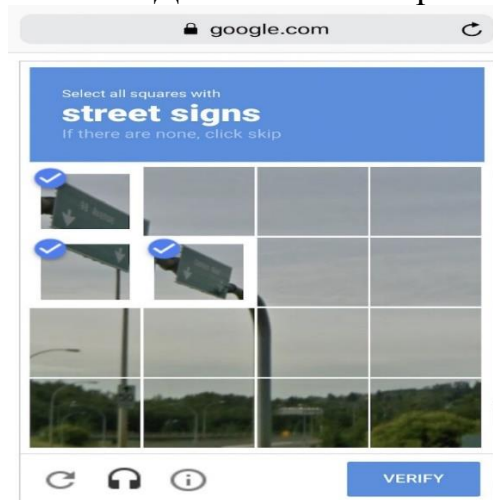 google.com
Select all squares with
street signs
If there are none, click skip
VERIFY